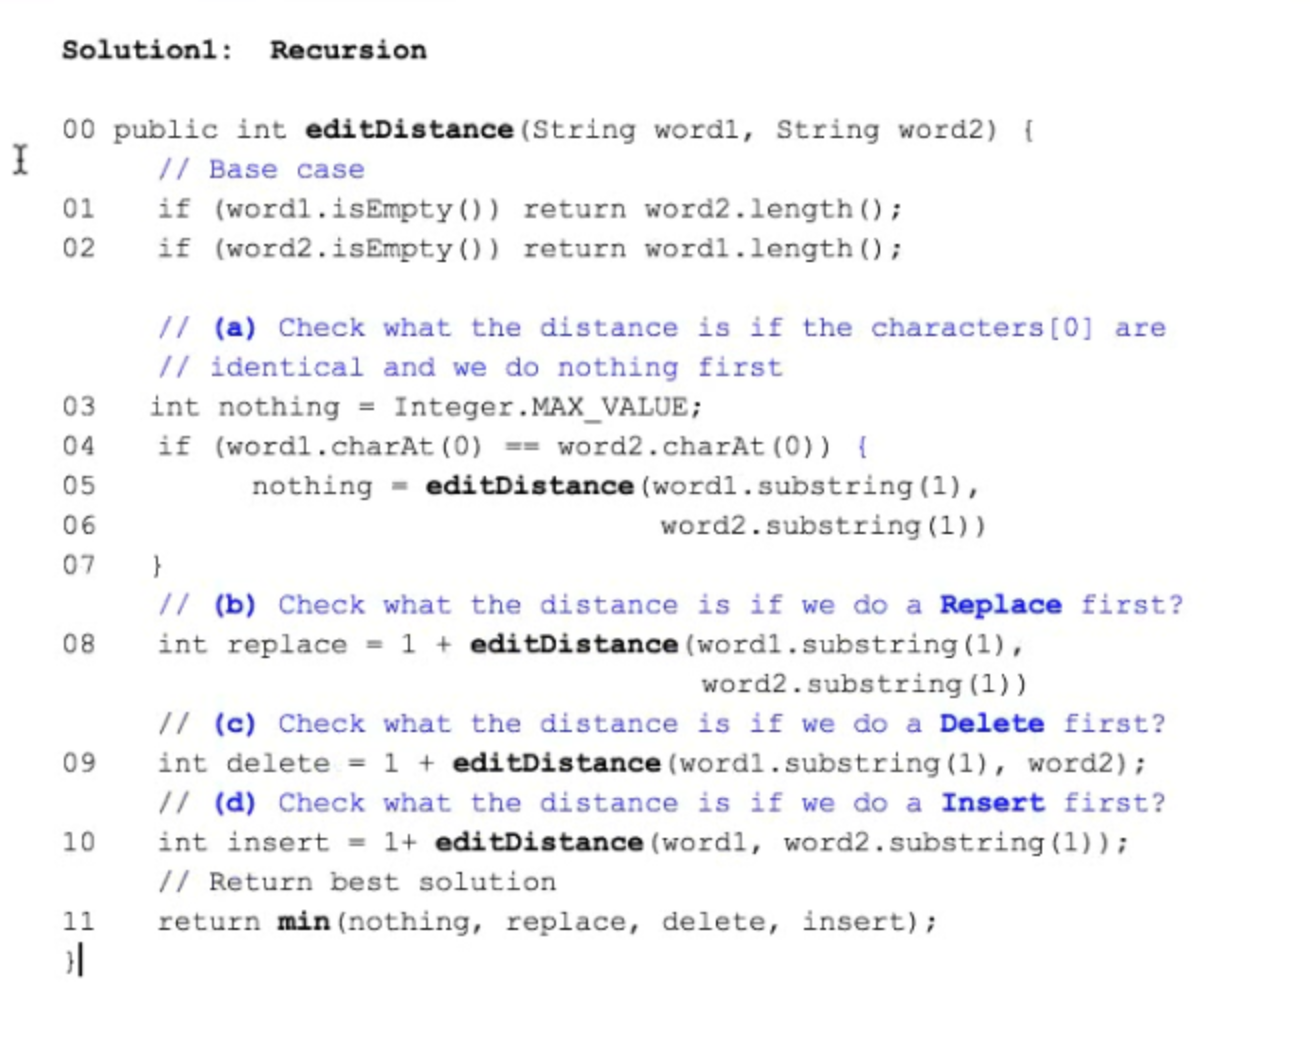 Solution1: Recursion
00 public int editDistance(String word1, String word2) {
// Base case
01 if (word1.isEmpty()) return word2.length();
02 if (word2.isEmpty()) return word1.length();
// (a) Check what the distance is if the characters[0] are
// identical and we do nothing first
03 int nothing = Integer.MAX_VALUE;
04 if (word1.charAt(0) == word2.charAt(0)) {
05 nothing = editDistance(word1.substring(1),
06 word2.substring(1))
07 }
// (b) Check what the distance is if we do a Replace first?
08 int replace = 1 + editDistance(word1.substring(1),
word2.substring(1))
// (c) Check what the distance is if we do a Delete first?
09 int delete = 1 + editDistance(word1.substring(1), word2);
// (d) Check what the distance is if we do a Insert first?
10 int insert = 1+ editDistance(word1, word2.substring(1));
// Return best solution
11 return min(nothing, replace, delete, insert);
}